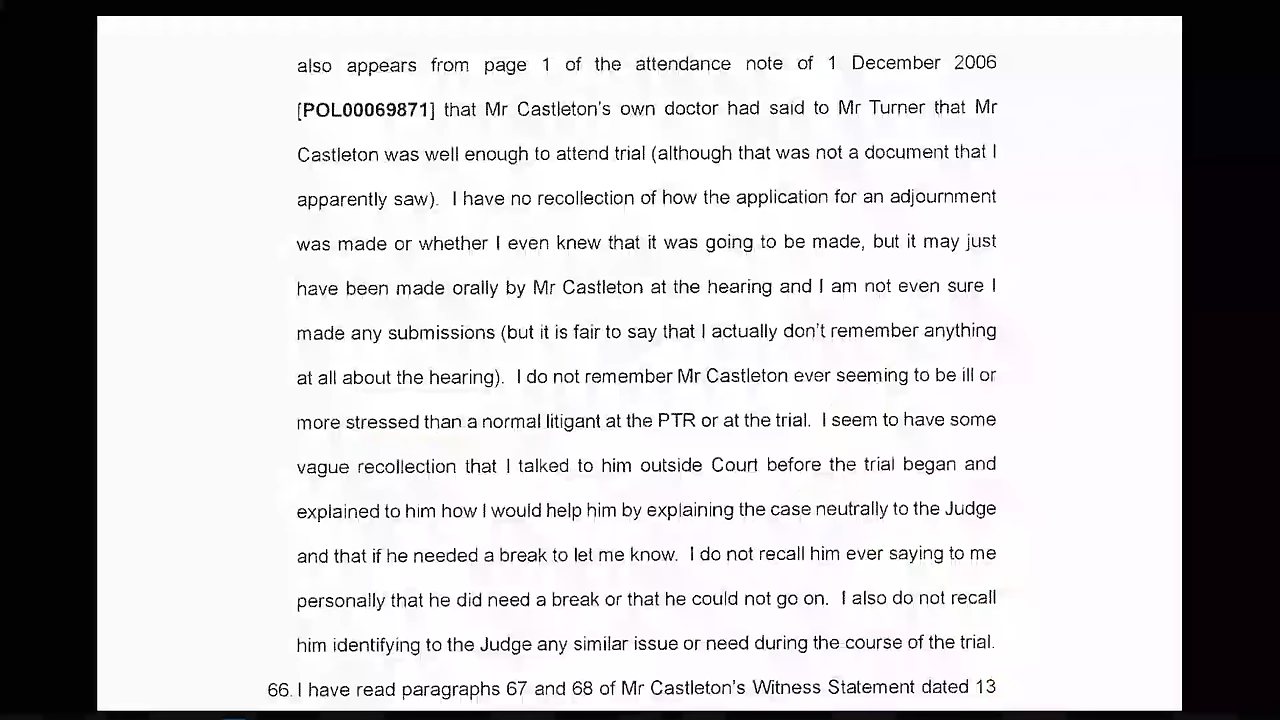 also appears from page 1 of the attendance note of 1 December 2006
[POL00069871] that Mr Castleton's own doctor had said to Mr Turner that Mr
Castleton was well enough to attend trial (although that was not a document that I
apparently saw). I have no recollection of how the application for an adjournment
was made or whether I even knew that it was going to be made, but it may just
have been made orally by Mr Castleton at the hearing and I am not even sure I
made any submissions (but it is fair to say that I actually don't remember anything
at all about the hearing). I do not remember Mr Castleton ever seeming to be ill or
more stressed than a normal litigant at the PTR or at the trial. I seem to have some
vague recollection that I talked to him outside Court before the trial began and
explained to him how I would help him by explaining the case neutrally to the Judge
and that if he needed a break to let me know. I do not recall him ever saying to me
personally that he did need a break or that he could not go on. I also do not recall
him identifying to the Judge any similar issue or need during the course of the trial.
66. I have read paragraphs 67 and 68 of Mr Castleton's Witness Statement dated 13